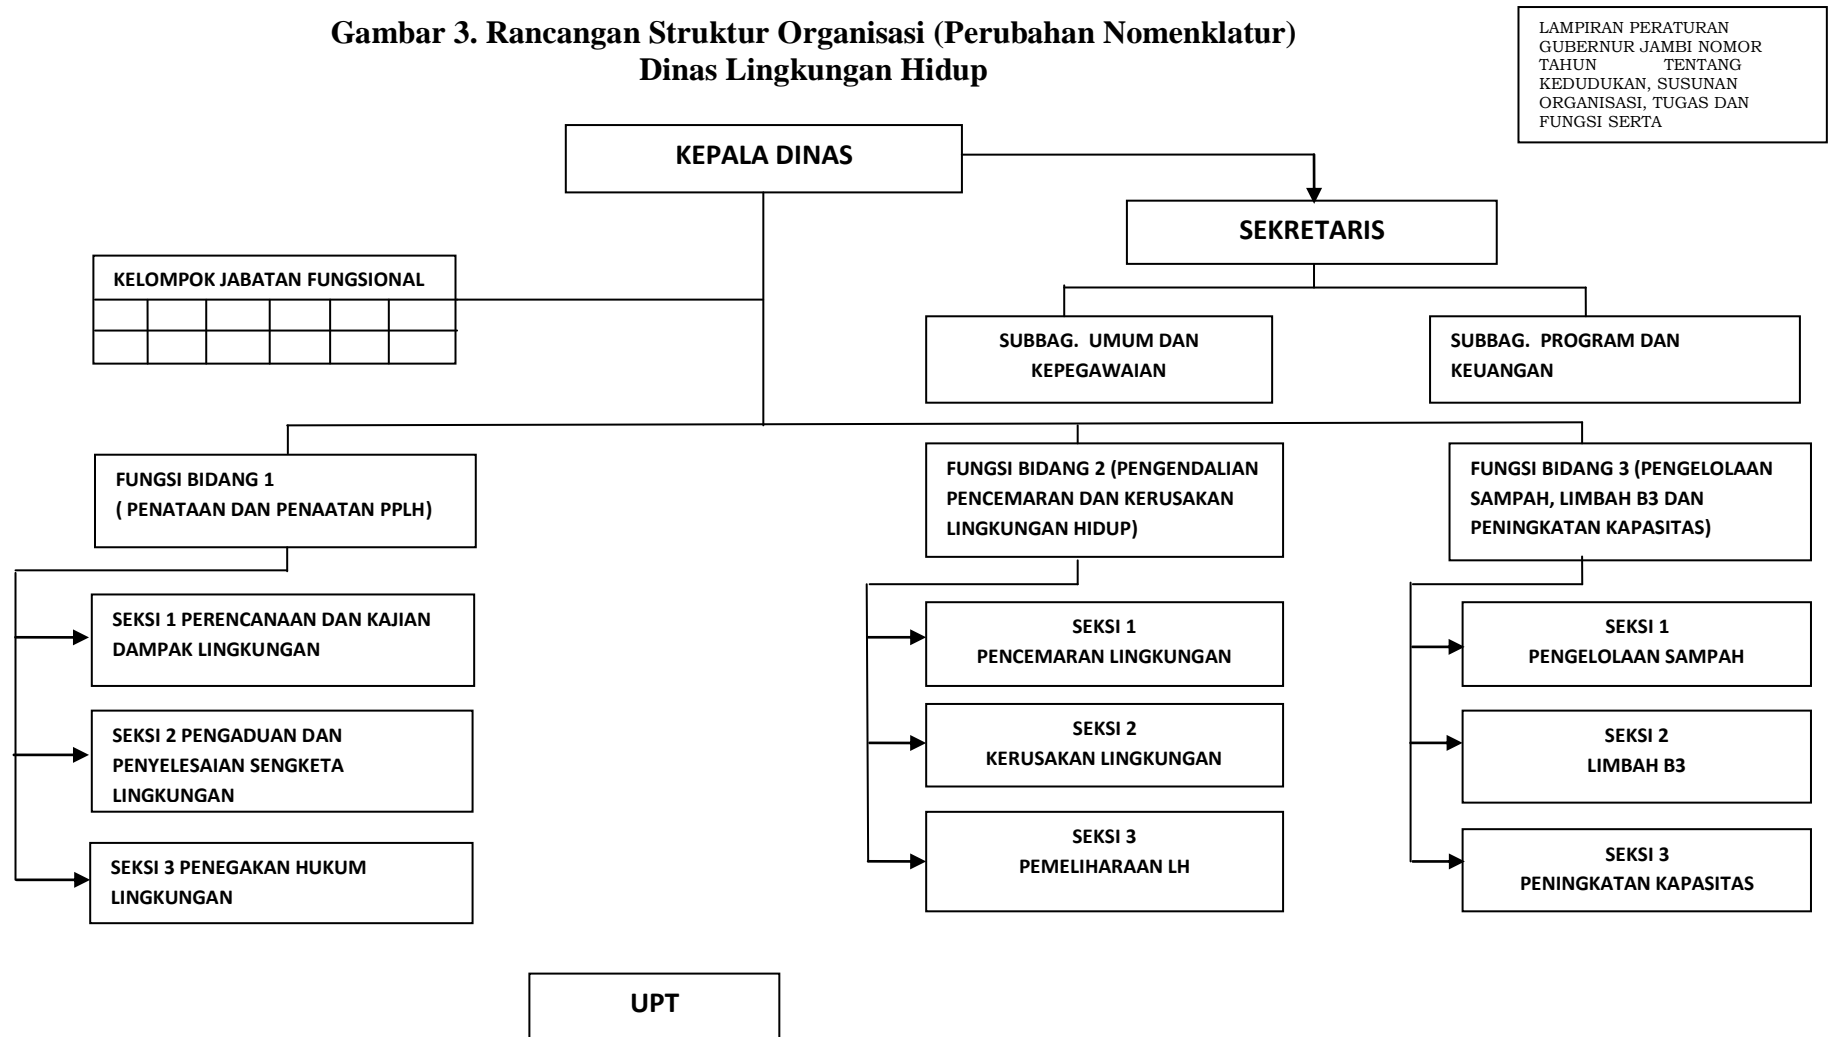 Gambar 3. Rancangan Struktur Organisasi (Perubahan Nomenklatur)
Dinas Lingkungan Hidup
LAMPIRAN PERATURAN
GUBERNUR JAMBI NOMOR
TAHUN TENTANG
KEDUDUKAN, SUSUNAN
ORGANISASI, TUGAS DAN
FUNGSI SERTA
KEPALA DINAS
SEKRETARIS
KELOMPOK JABATAN FUNGSIONAL
SUBBAG. UMUM DAN
KEPEGAWAIAN
SUBBAG. PROGRAM DAN
KEUANGAN
FUNGSI BIDANG 1
( PENATAAN DAN PENAATAN PPLH)
FUNGSI BIDANG 2 (PENGENDALIAN
PENCEMARAN DAN KERUSAKAN
LINGKUNGAN HIDUP)
FUNGSI BIDANG 3 (PENGELOLAAN
SAMPAH, LIMBAH B3 DAN
PENINGKATAN KAPASITAS)
SEKSI 1 PERENCANAAN DAN KAJIAN
DAMPAK LINGKUNGAN
SEKSI 2 PENGADUAN DAN
PENYELESAIAN SENGKETA
LINGKUNGAN
SEKSI 3 PENEGAKAN HUKUM
LINGKUNGAN
SEKSI 1
PENCEMARAN LINGKUNGAN
SEKSI 2
KERUSAKAN LINGKUNGAN
SEKSI 3
PEMELIHARAAN LH
SEKSI 1
PENGELOLAAN SAMPAH
SEKSI 2
LIMBAH B3
SEKSI 3
PENINGKATAN KAPASITAS
UPT